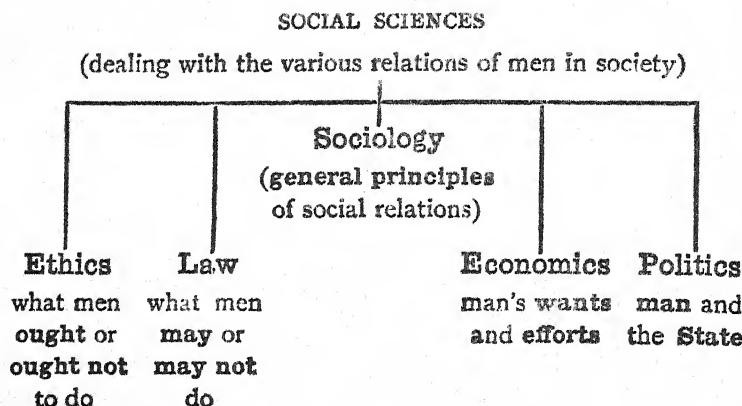 SOCIAL SCIENCES
(dealing with the various relations of men in society)
Sociology
(general principles
of social relations)
Ethics
what men
ought or
ought not
to do
Law
what men
may or
may not
do
Economics
man's wants
and efforts
Politics
man and
the State